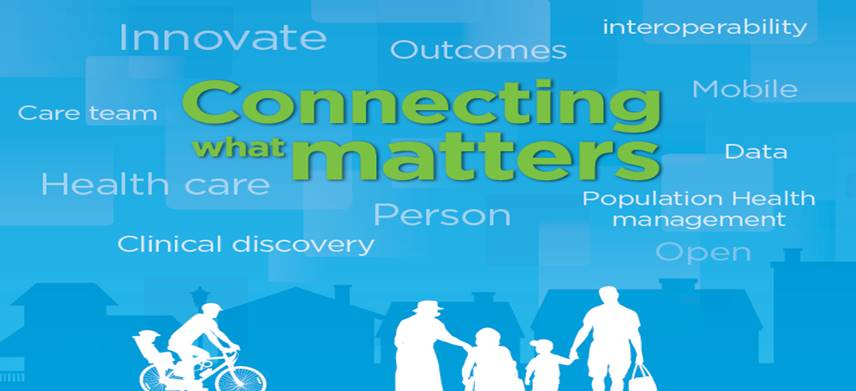 Innovate
Outcomes
interoperability
Connecting
what matters
Mobile
Care team
Data
Health care
Person
Population Health
management
Clinical discovery
Open